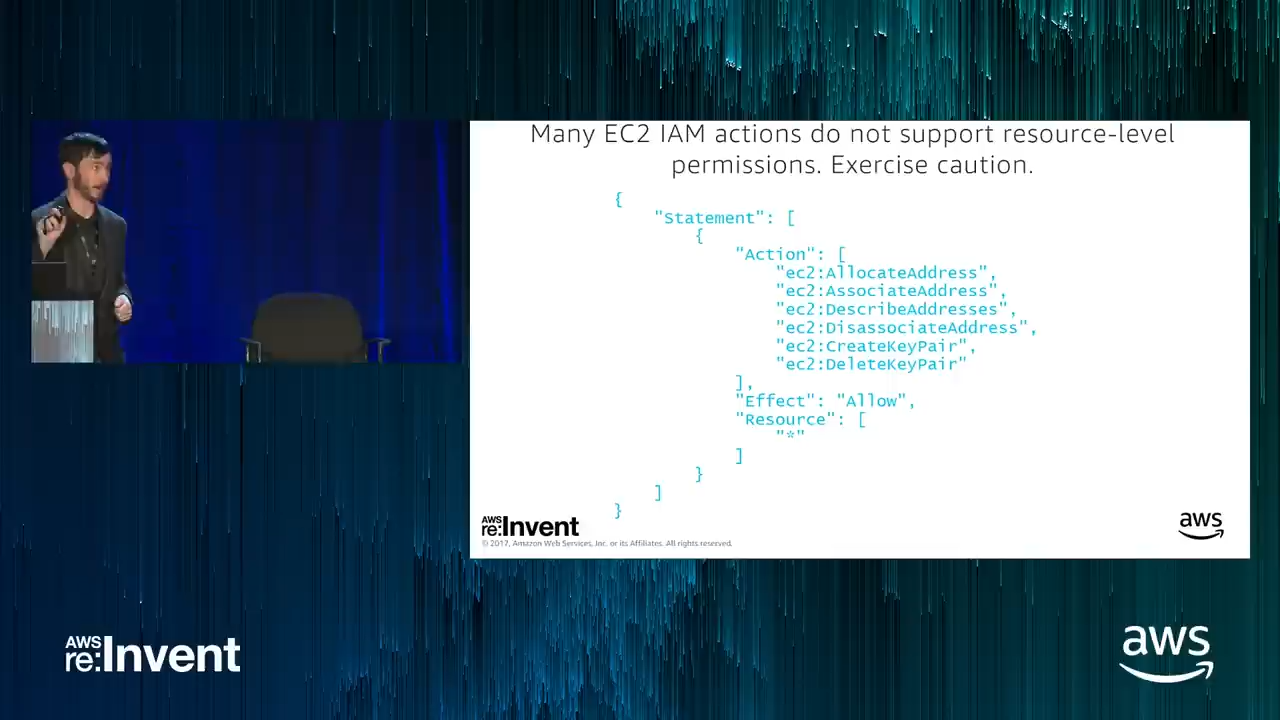 Many EC2 IAM actions do not support resource-level
permissions. Exercise caution.
{
"Statement": [
{
"Action": [
"ec2:AllocateAddress",
"ec2:AssociateAddress",
"ec2:DescribeAddresses",
"ec2:DisassociateAddress",
"ec2:CreateKeyPair",
"ec2:DeleteKeyPair"
],
"Effect": "Allow",
"Resource": [
"*"
]
}
]
}
AWS
re:Invent
aws
© 2017, Amazon Web Services, Inc. or its Affiliates. All rights reserved.
AWS
re:Invent
aws